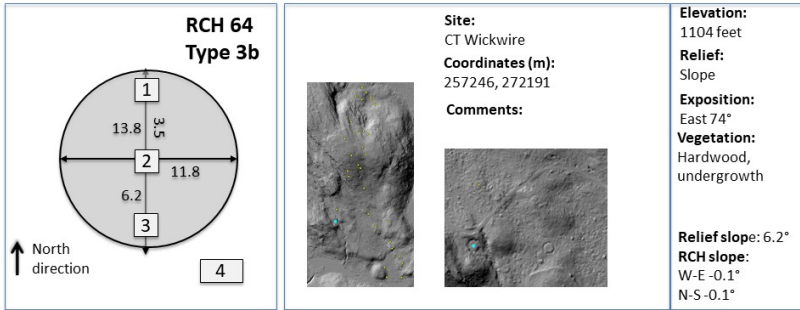 RCH 64
Type 3b
1
13.8
3.5
2
11.8
6.2
3
North
direction
4
Site:
CT Wickwire
Coordinates (m):
257246, 272191
Comments:
Elevation:
1104 feet
Relief:
Slope
Exposition:
East 74°
Vegetation:
Hardwood,
undergrowth
Relief slope: 6.2°
RCH slope:
W-E -0.1°
N-S -0.1°